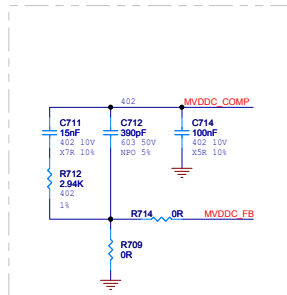 402
MVDDC_COMP
C711
15nF
402 10V
X7R 10%
C712
390pF
603 50V
NPO 5%
C714
100nF
402 10V
X5R 10%
R712
2.94K
402
1%
R714
0R
MVDDC_FB
R709
0R